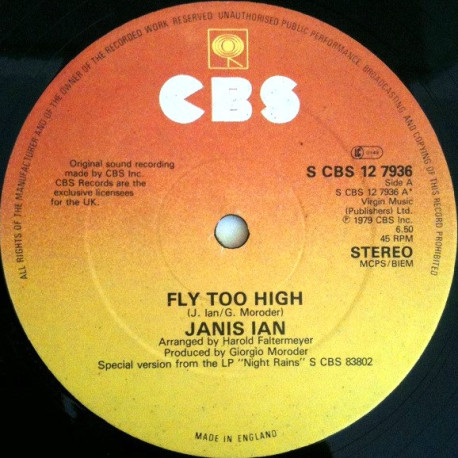 ALL RIGHTS OF THE MANUFACTURER AND OF THE OWNER OF THE RECORDED WORK RESERVED. UNAUTHORISED PUBLIC PERFORMANCE, BROADCASTING AND COPYING OF THIS RECORD PROHIBITED
CBS
Original sound recording
made by CBS Inc.
CBS Records are the
exclusive licensees
for the UK.
S CBS 12 7936
Side A
S CBS 12 7936 A*
Virgin Music
(Publishers) Ltd.
℗ 1979 CBS Inc.
6.50
45 RPM
STEREO
MCPS/BIEM
FLY TOO HIGH
(J. Ian/G. Moroder)
JANIS IAN
Arranged by Harold Faltermeyer
Produced by Giorgio Moroder
Special version from the LP "Night Rains" S CBS 83802
MADE IN ENGLAND